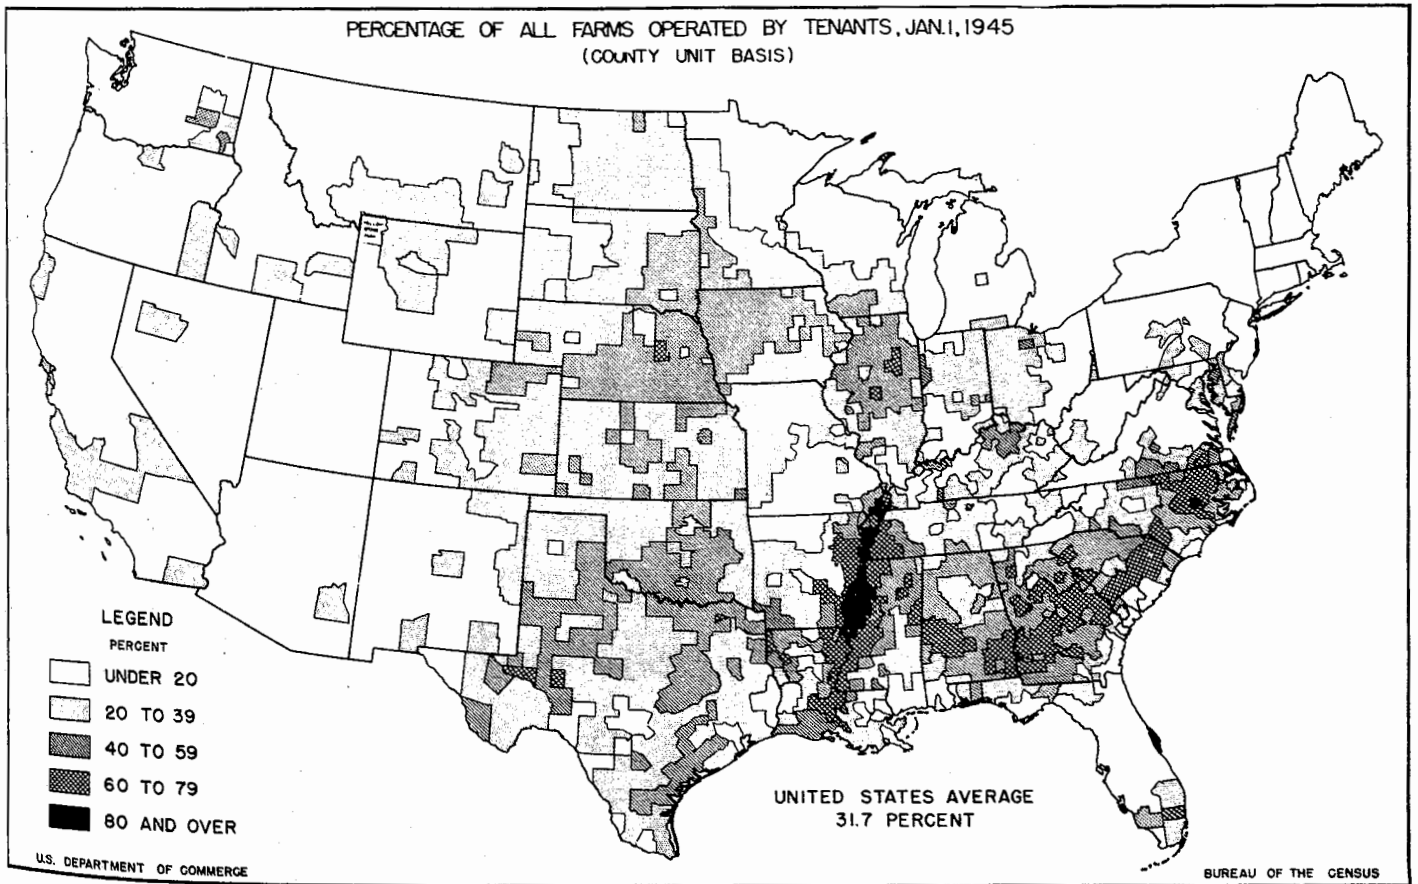 PERCENTAGE OF ALL FARMS OPERATED BY TENANTS, JAN. 1, 1945
(COUNTY UNIT BASIS)
LEGEND
PERCENT
UNDER 20
20 TO 39
40 TO 59
60 TO 79
80 AND OVER
UNITED STATES AVERAGE
31.7 PERCENT
U.S. DEPARTMENT OF COMMERCE
BUREAU OF THE CENSUS